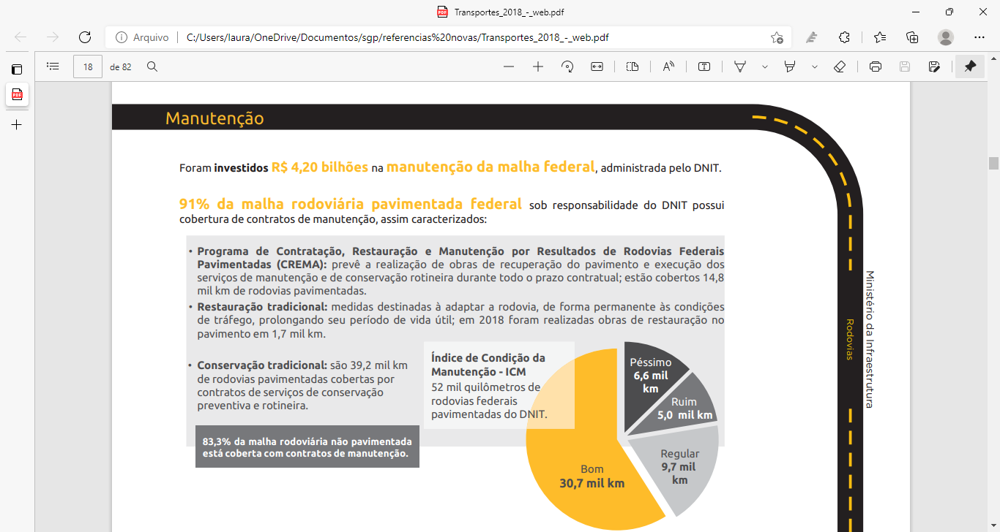 Transportes_2018_-_web.pdf
Arquivo
C:/Users/laura/OneDrive/Documentos/sgp/referencias%20novas/Transportes_2018_-_web.pdf
18
de 82
Manutenção
Foram investidos R$ 4,20 bilhões na manutenção da malha federal, administrada pelo DNIT.
91% da malha rodoviária pavimentada federal sob responsabilidade do DNIT possui
cobertura de contratos de manutenção, assim caracterizados:
• Programa de Contratação, Restauração e Manutenção por Resultados de Rodovias Federais
Pavimentadas (CREMA): prevê a realização de obras de recuperação do pavimento e execução dos
serviços de manutenção e de conservação rotineira durante todo o prazo contratual; estão cobertos 14,8
mil km de rodovias pavimentadas.
• Restauração tradicional: medidas destinadas à adaptar a rodovia, de forma permanente às condições
de tráfego, prolongando seu período de vida útil; em 2018 foram realizadas obras de restauração no
pavimento em 1,7 mil km.
• Conservação tradicional: são 39,2 mil km
de rodovias pavimentadas cobertas por
contratos de serviços de conservação
preventiva e rotineira.
83,3% da malha rodoviária não pavimentada
está coberta com contratos de manutenção.
Índice de Condição da
Manutenção - ICM
52 mil quilômetros de
rodovias federais
pavimentadas do DNIT.
Péssimo
6,6 mil
km
Ruim
5,0 mil km
Regular
9,7 mil
km
Bom
30,7 mil km
Rodovias
Ministério da Infraestrutura